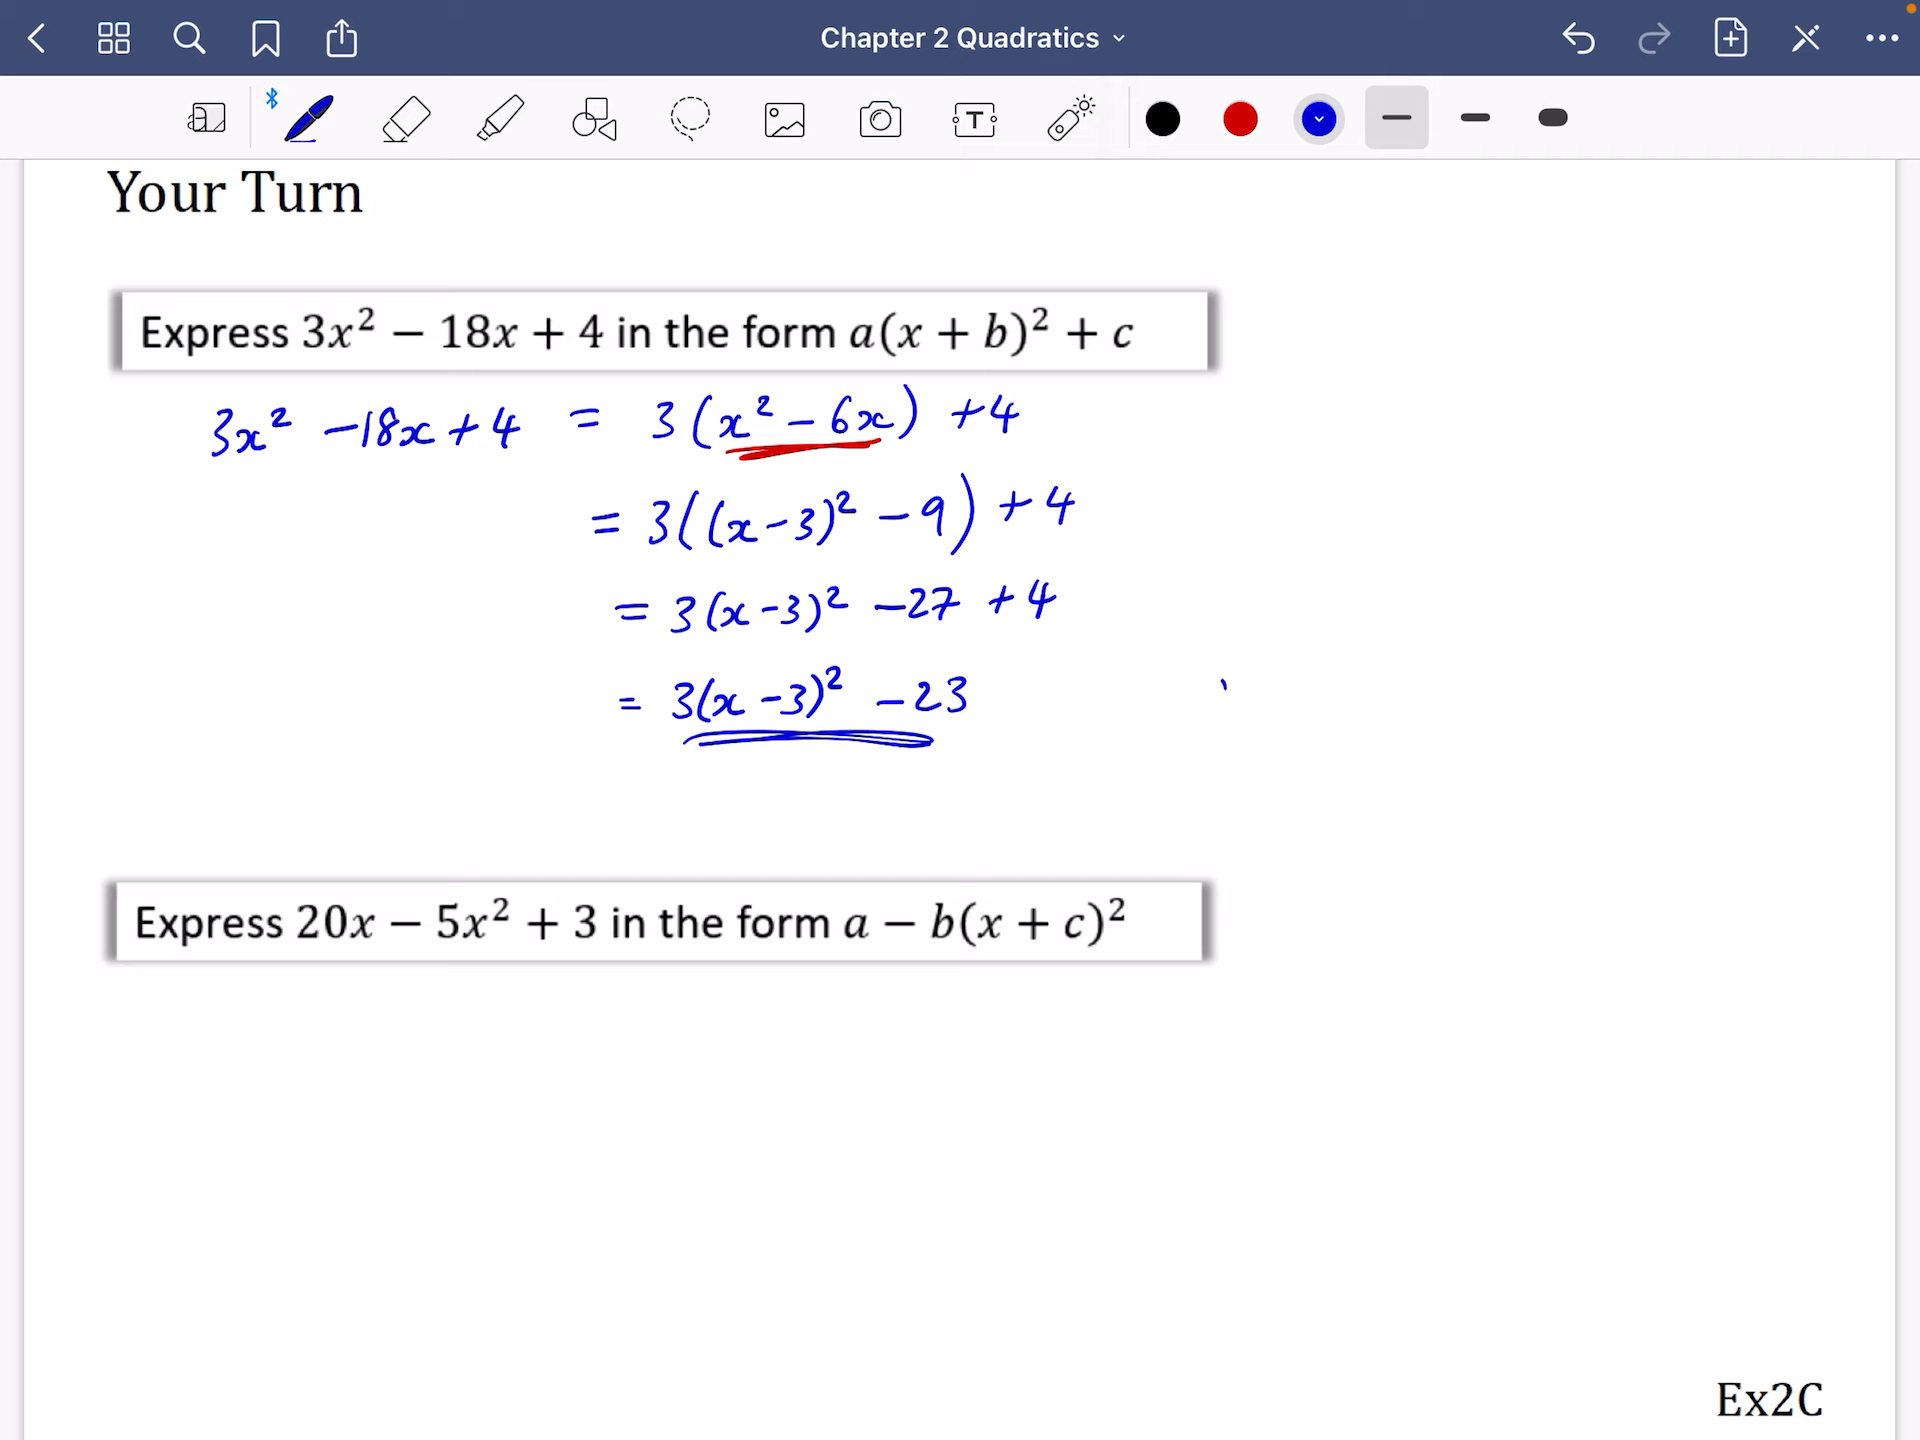 Chapter 2 Quadratics
Your Turn
Express 3x² − 18x + 4 in the form a(x + b)² + c
3x² −18x + 4 = 3(x² − 6x) + 4
= 3((x−3)² − 9) + 4
= 3(x−3)² − 27 + 4
= 3(x−3)² − 23
Express 20x − 5x² + 3 in the form a − b(x + c)²
Ex2C